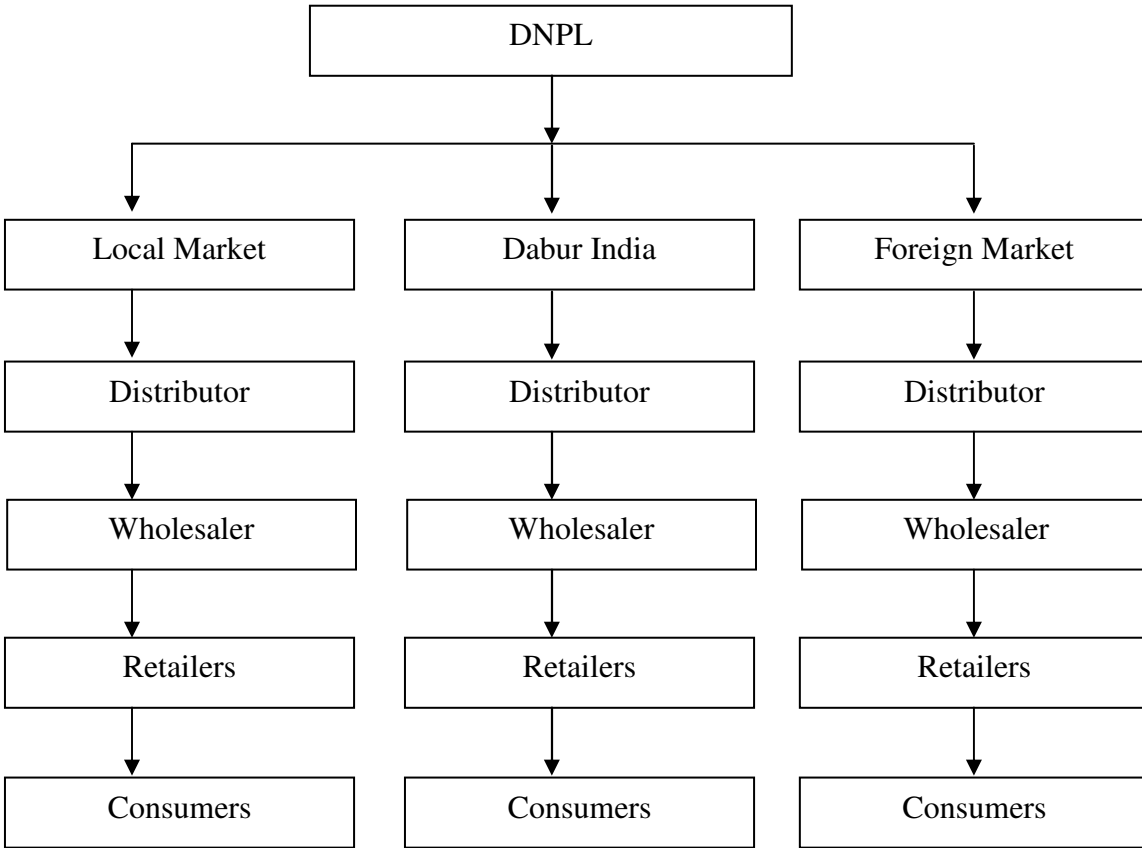 DNPL
Local Market
Dabur India
Foreign Market
Distributor
Distributor
Distributor
Wholesaler
Wholesaler
Wholesaler
Retailers
Retailers
Retailers
Consumers
Consumers
Consumers